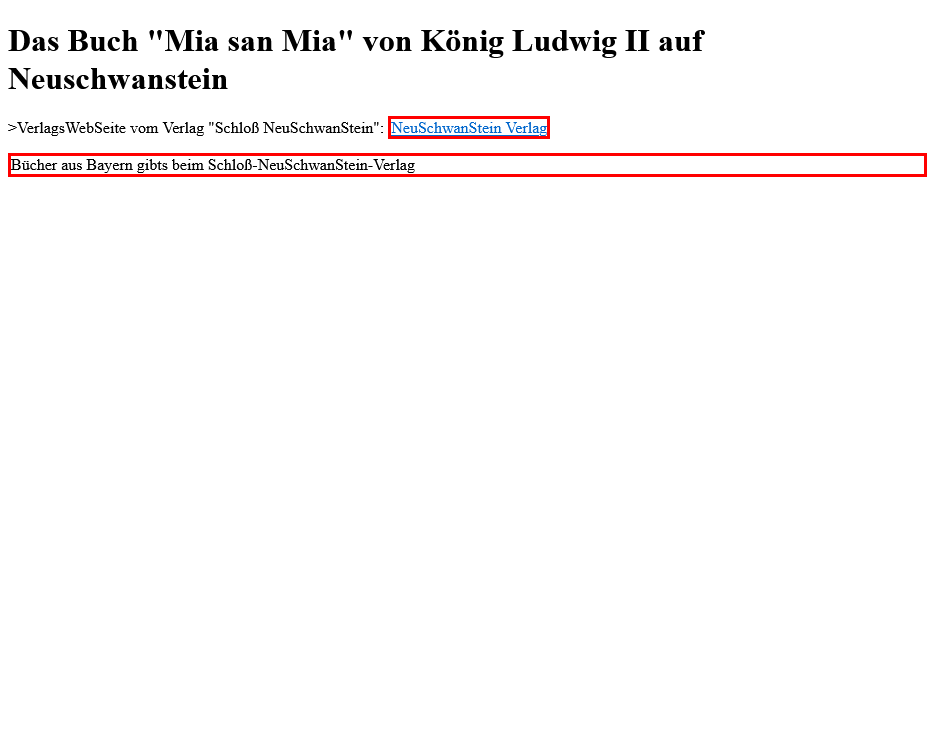 Das Buch "Mia san Mia" von König Ludwig II auf
Neuschwanstein
>VerlagsWebSeite vom Verlag "Schloß NeuSchwanStein": NeuSchwanStein Verlag
Bücher aus Bayern gibts beim Schloß-NeuSchwanStein-Verlag